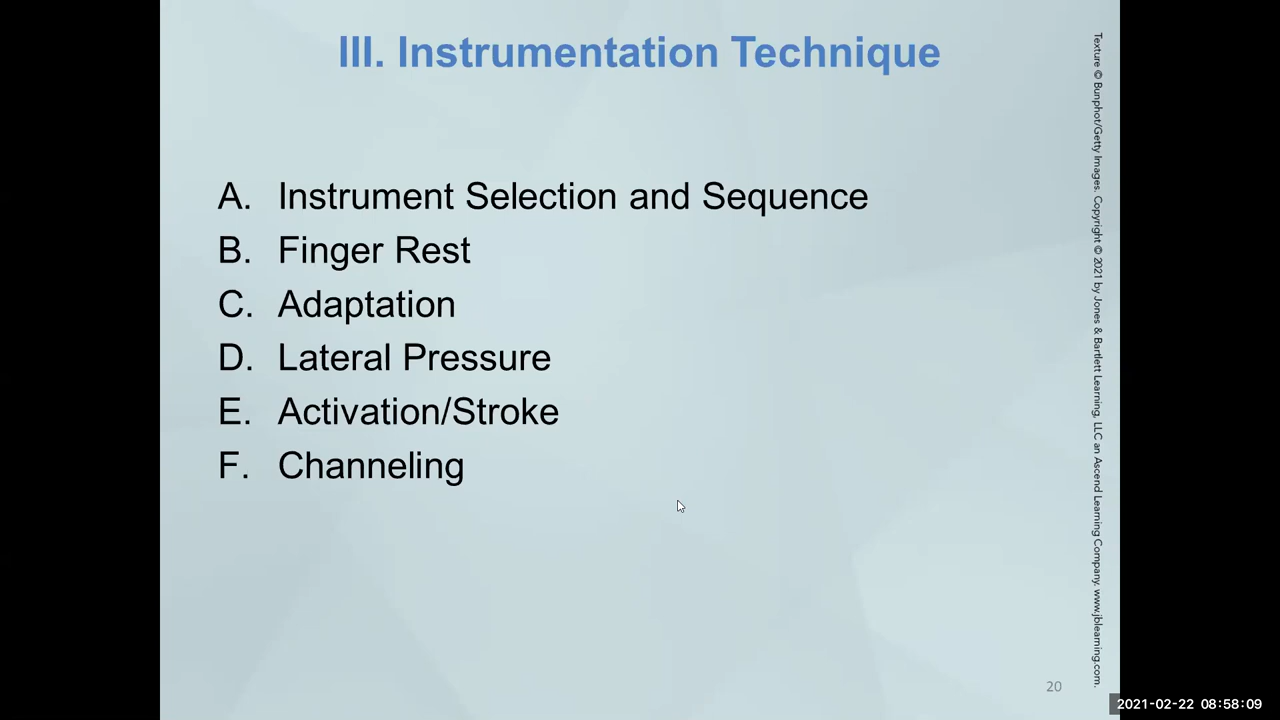 III. Instrumentation Technique
A. Instrument Selection and Sequence
B. Finger Rest
C. Adaptation
D. Lateral Pressure
E. Activation/Stroke
F. Channeling
Texture © Bunphot/Getty Images. Copyright © 2021 by Jones & Bartlett Learning, LLC an Ascend Learning Company. www.jblearning.com.
20
2021-02-22 08:58:09